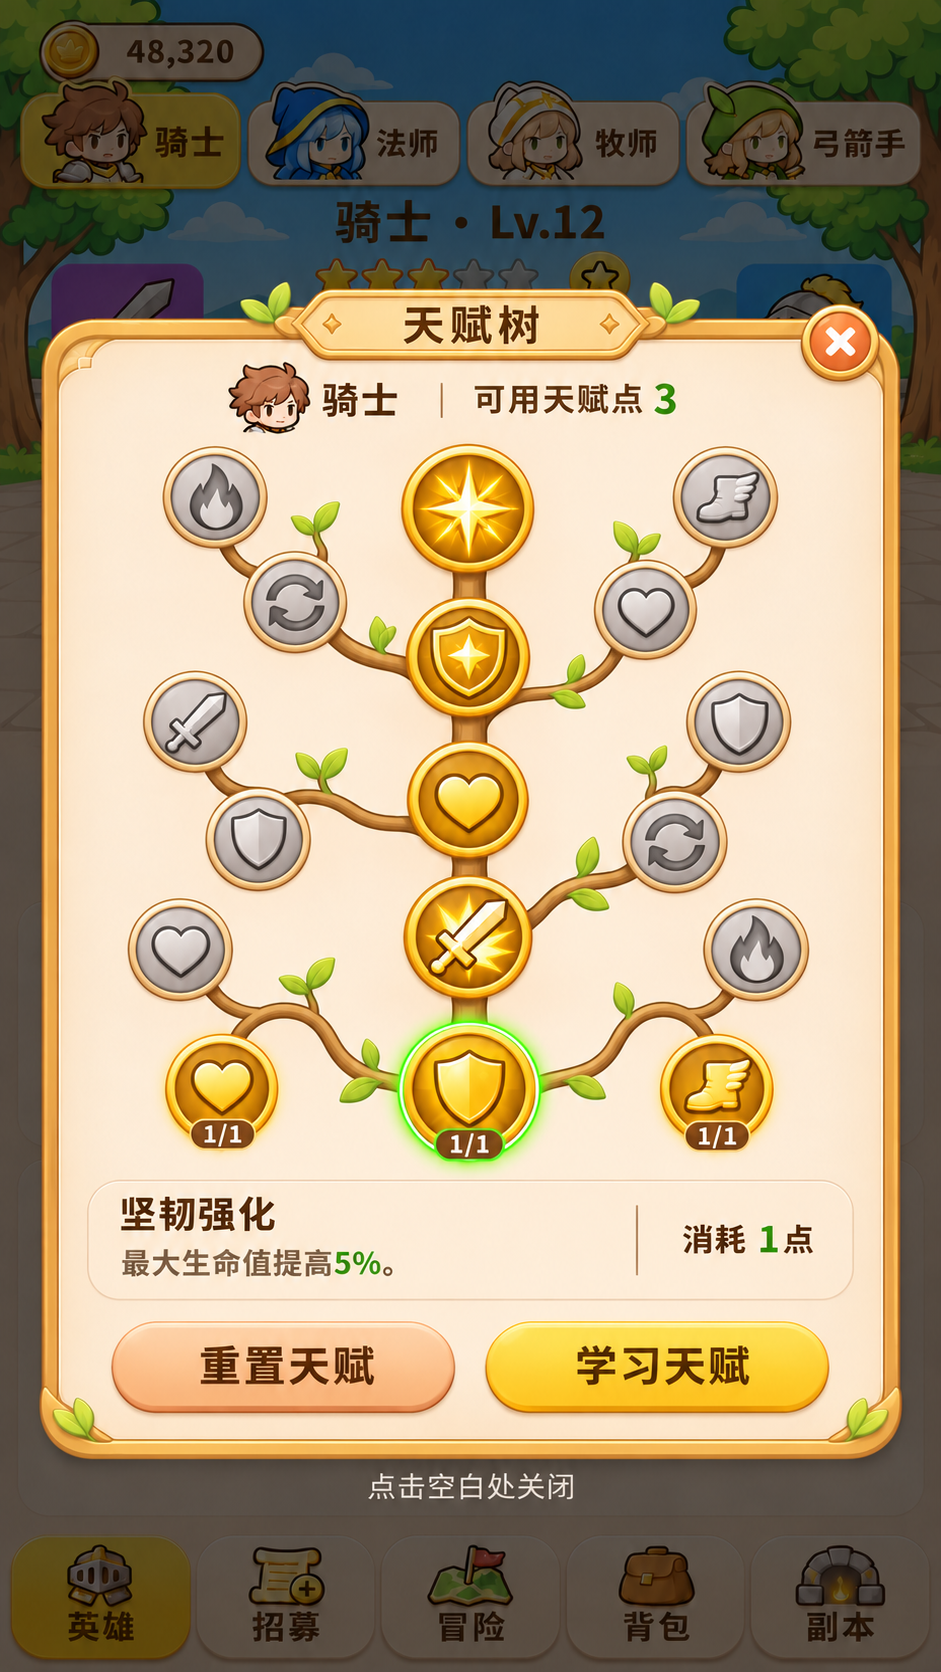 48,320
骑士
法师
牧师
弓箭手
骑士・Lv.12
天赋树
骑士
可用天赋点 3
1/1
1/1
1/1
坚韧强化
最大生命值提高5%。
消耗 1点
重置天赋
学习天赋
点击空白处关闭
英雄
招募
冒险
背包
副本